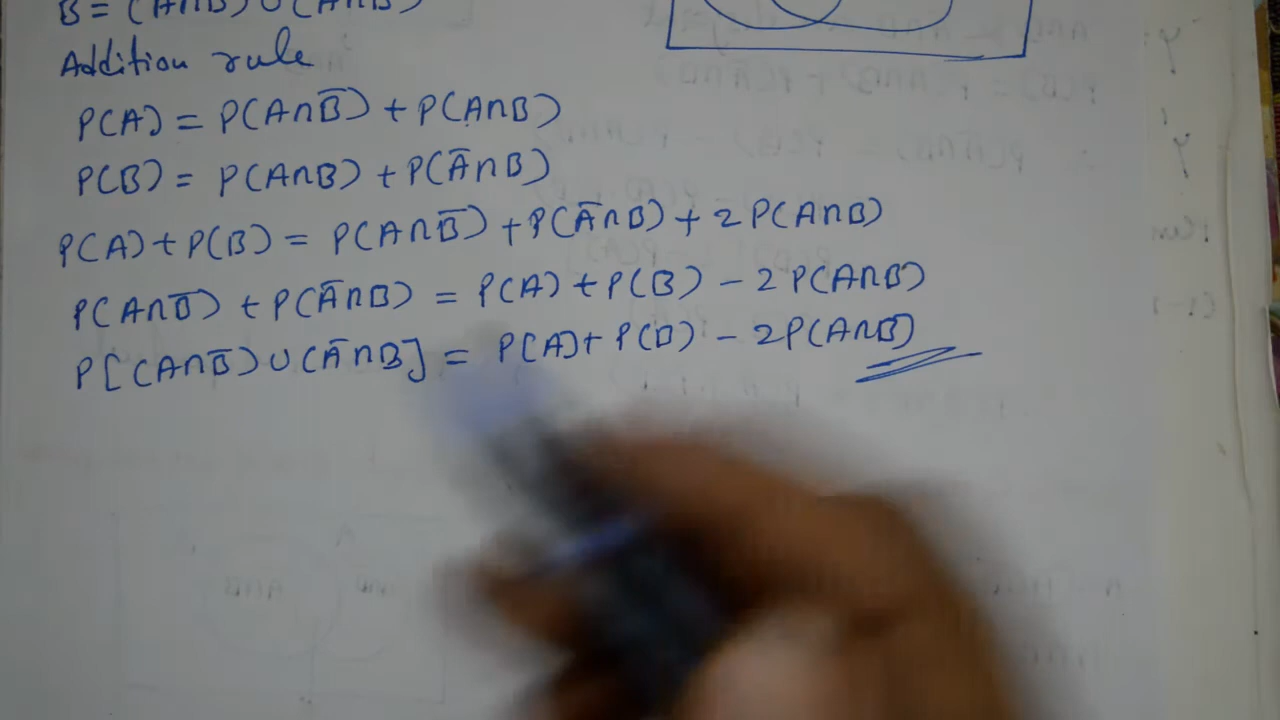 B = (A∩B) ∪ (A∩B)
Addition rule
P(A) = P(A∩B̅) + P(A∩B)
P(B) = P(A∩B) + P(A̅∩B)
P(A) + P(B) = P(A∩B̅) + P(A̅∩B) + 2P(A∩B)
P(A∩B̅) + P(A̅∩B) = P(A) + P(B) - 2P(A∩B)
P[(A∩B̅) ∪ (A̅∩B] = P(A) + P(B) - 2P(A∩B)